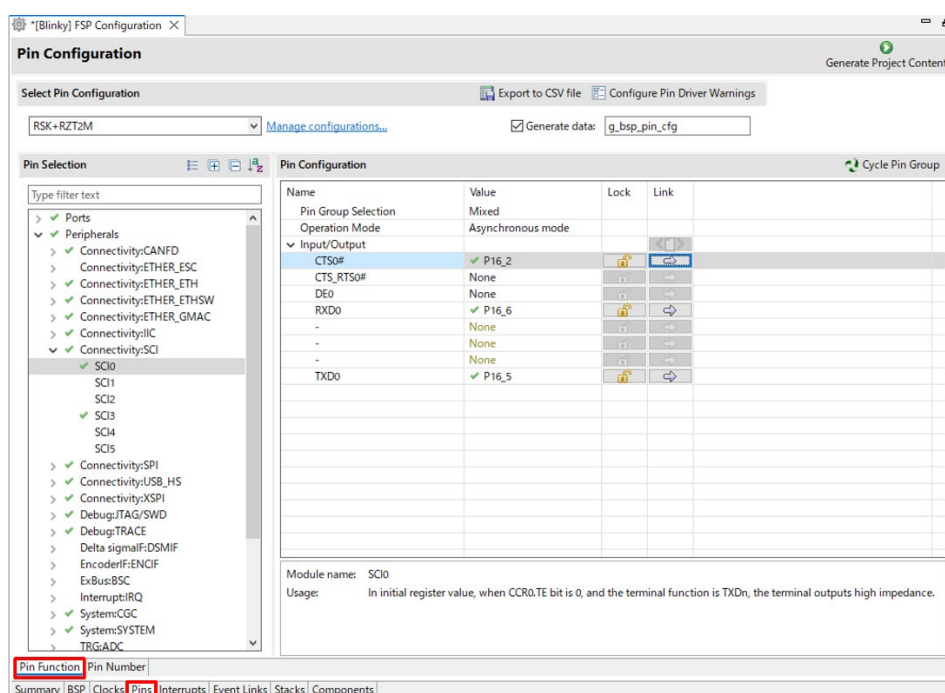 *[Blinky] FSP Configuration
Pin Configuration
Generate Project Content
Select Pin Configuration
Export to CSV file
Configure Pin Driver Warnings
RSK+RZT2M
Manage configurations...
Generate data:
g_bsp_pin_cfg
Pin Selection
Pin Configuration
Cycle Pin Group
Type filter text
Ports
Peripherals
Connectivity:CANFD
Connectivity:ETHER_ESC
Connectivity:ETHER_ETH
Connectivity:ETHER_ETHSW
Connectivity:ETHER_GMAC
Connectivity:IIC
Connectivity:SCI
SCI0
SCI1
SCI2
SCI3
SCI4
SCI5
Connectivity:SPI
Connectivity:USB_HS
Connectivity:XSPI
Debug:JTAG/SWD
Debug:TRACE
Delta sigmaIF:DSMIF
EncoderIF:ENCIF
ExBus:BSC
Interrupt:IRQ
System:CGC
System:SYSTEM
TRG:ADC
Name Value Lock Link
Pin Group Selection Mixed
Operation Mode Asynchronous mode
Input/Output
CTS0# P16_2
CTS_RTS0# None
DE0 None
RXD0 P16_6
- None
- None
- None
TXD0 P16_5
Module name: SCI0
Usage: In initial register value, when CCR0.TE bit is 0, and the terminal function is TXDn, the terminal outputs high impedance.
Pin Function Pin Number
Summary BSP Clocks Pins Interrupts Event Links Stacks Components